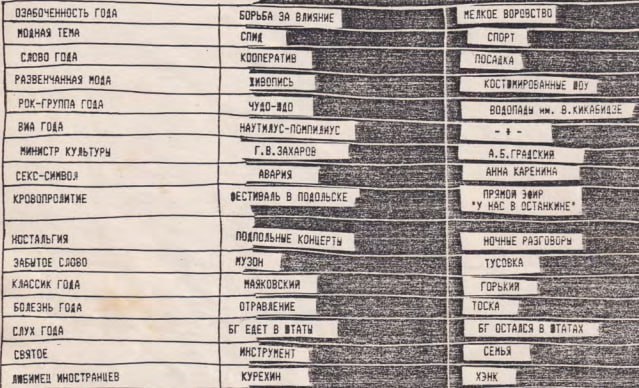 ОЗАБОЧЕННОСТЬ ГОДА БОРЬБА ЗА ВЛИЯНИЕ МЕЛКОЕ ВОРОВСТВО
МОДНАЯ ТЕМА СПИД СПОРТ
СЛОВО ГОДА КООПЕРАТИВ ПОСАДКА
РАЗВЕНЧАННАЯ МОДА ЖИВОПИСЬ КОСТЮМИРОВАННЫЕ ШОУ
РОК-ГРУППА ГОДА ЧУДО-ЮДО ВОДОПАДЫ им. В.КИКАБИДЗЕ
ВИА ГОДА НАУТИЛУС-ПОМПИЛИУС - * -
МИНИСТР КУЛЬТУРЫ Г.В.ЗАХАРОВ А.Б.ГРАДСКИЙ
СЕКС-СИМВОЛ АВАРИЯ АННА КАРЕНИНА
КРОВОПРОЛИТИЕ ФЕСТИВАЛЬ В ПОДОЛЬСКЕ ПРЯМОЙ ЭФИР
"У НАС В ОСТАНКИНЕ"
НОСТАЛЬГИЯ ПОДПОЛЬНЫЕ КОНЦЕРТЫ НОЧНЫЕ РАЗГОВОРЫ
ЗАБЫТОЕ СЛОВО МУЗОН ТУСОВКА
КЛАССИК ГОДА МАЯКОВСКИЙ ГОРЬКИЙ
БОЛЕЗНЬ ГОДА ОТРАВЛЕНИЕ ТОСКА
СЛУХ ГОДА БГ ЕДЕТ В ШТАТЫ БГ ОСТАЛСЯ В ШТАТАХ
СВЯТОЕ ИНСТРУМЕНТ СЕМЬЯ
ЛЮБИМЕЦ ИНОСТРАНЦЕВ КУРЕХИН ХЭНК